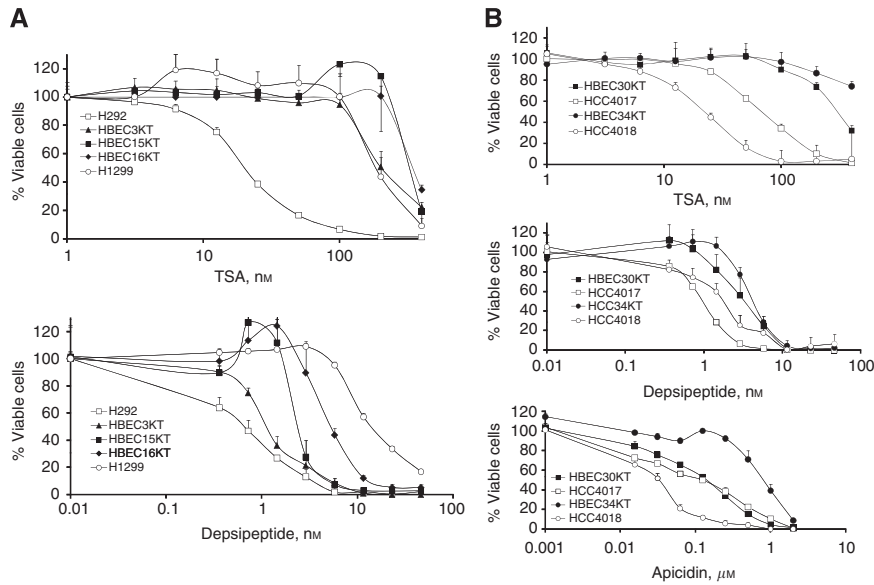 A
% Viable cells
120
100
80
60
40
20
0
H292
HBEC3KT
HBEC15KT
HBEC16KT
H1299
1
10
100
TSA, nM
% Viable cells
120
100
80
60
40
20
0
H292
HBEC3KT
HBEC15KT
HBEC16KT
H1299
0.01
0.1
1
10
100
Depsipeptide, nM
B
% Viable cells
120
100
80
60
40
20
0
HBEC30KT
HCC4017
HBEC34KT
HCC4018
1
10
100
TSA, nM
% Viable cells
120
100
80
60
40
20
0
HBEC30KT
HCC4017
HCC34KT
HCC4018
0.01
0.1
1
10
100
Depsipeptide, nM
% Viable cells
120
100
80
60
40
20
0
HBEC30KT
HCC4017
HBEC34KT
HCC4018
0.001
0.01
0.1
1
10
Apicidin, μM